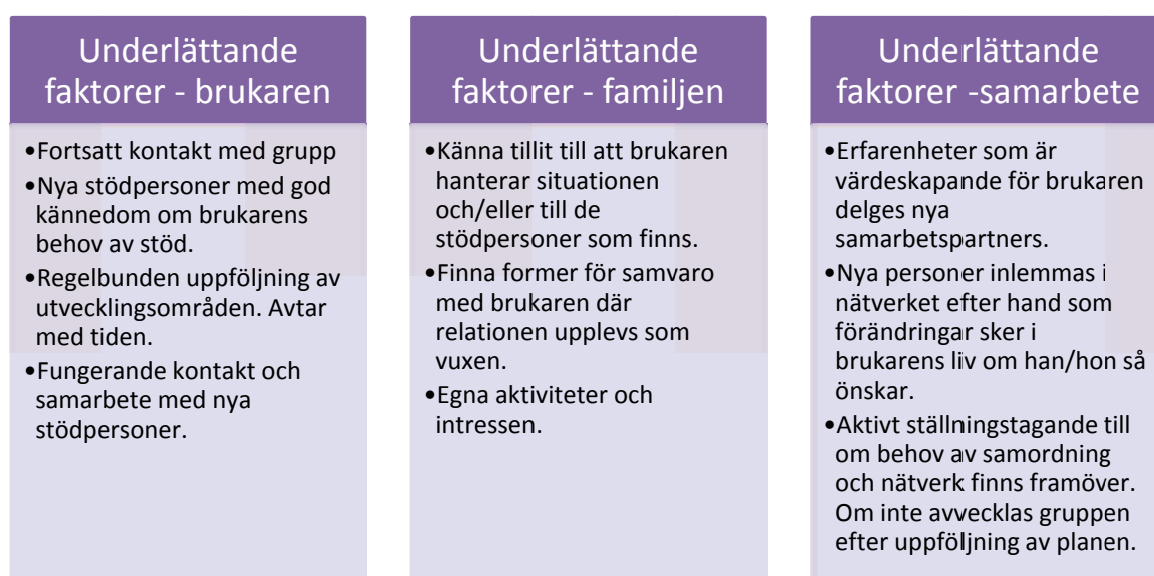 Underlättande
faktorer - brukaren
•Fortsatt kontakt med grupp
•Nya stödpersoner med god
kännedom om brukarens
behov av stöd.
•Regelbunden uppföljning av
utvecklingsområden. Avtar
med tiden.
•Fungerande kontakt och
samarbete med nya
stödpersoner.
Underlättande
faktorer - familjen
•Känna tillit till att brukaren
hanterar situationen
och/eller till de
stödpersoner som finns.
•Finna former för samvaro
med brukaren där
relationen upplevs som
vuxen.
•Egna aktiviteter och
intressen.
Underlättande
faktorer -samarbete
•Erfarenheter som är
värdeskapande för brukaren
delges nya
samarbetspartners.
•Nya personer inlemmas i
nätverket efter hand som
förändringar sker i
brukarens liv om han/hon så
önskar.
•Aktivt ställningstagande till
om behov av samordning
och nätverk finns framöver.
Om inte avvecklas gruppen
efter uppföljning av planen.